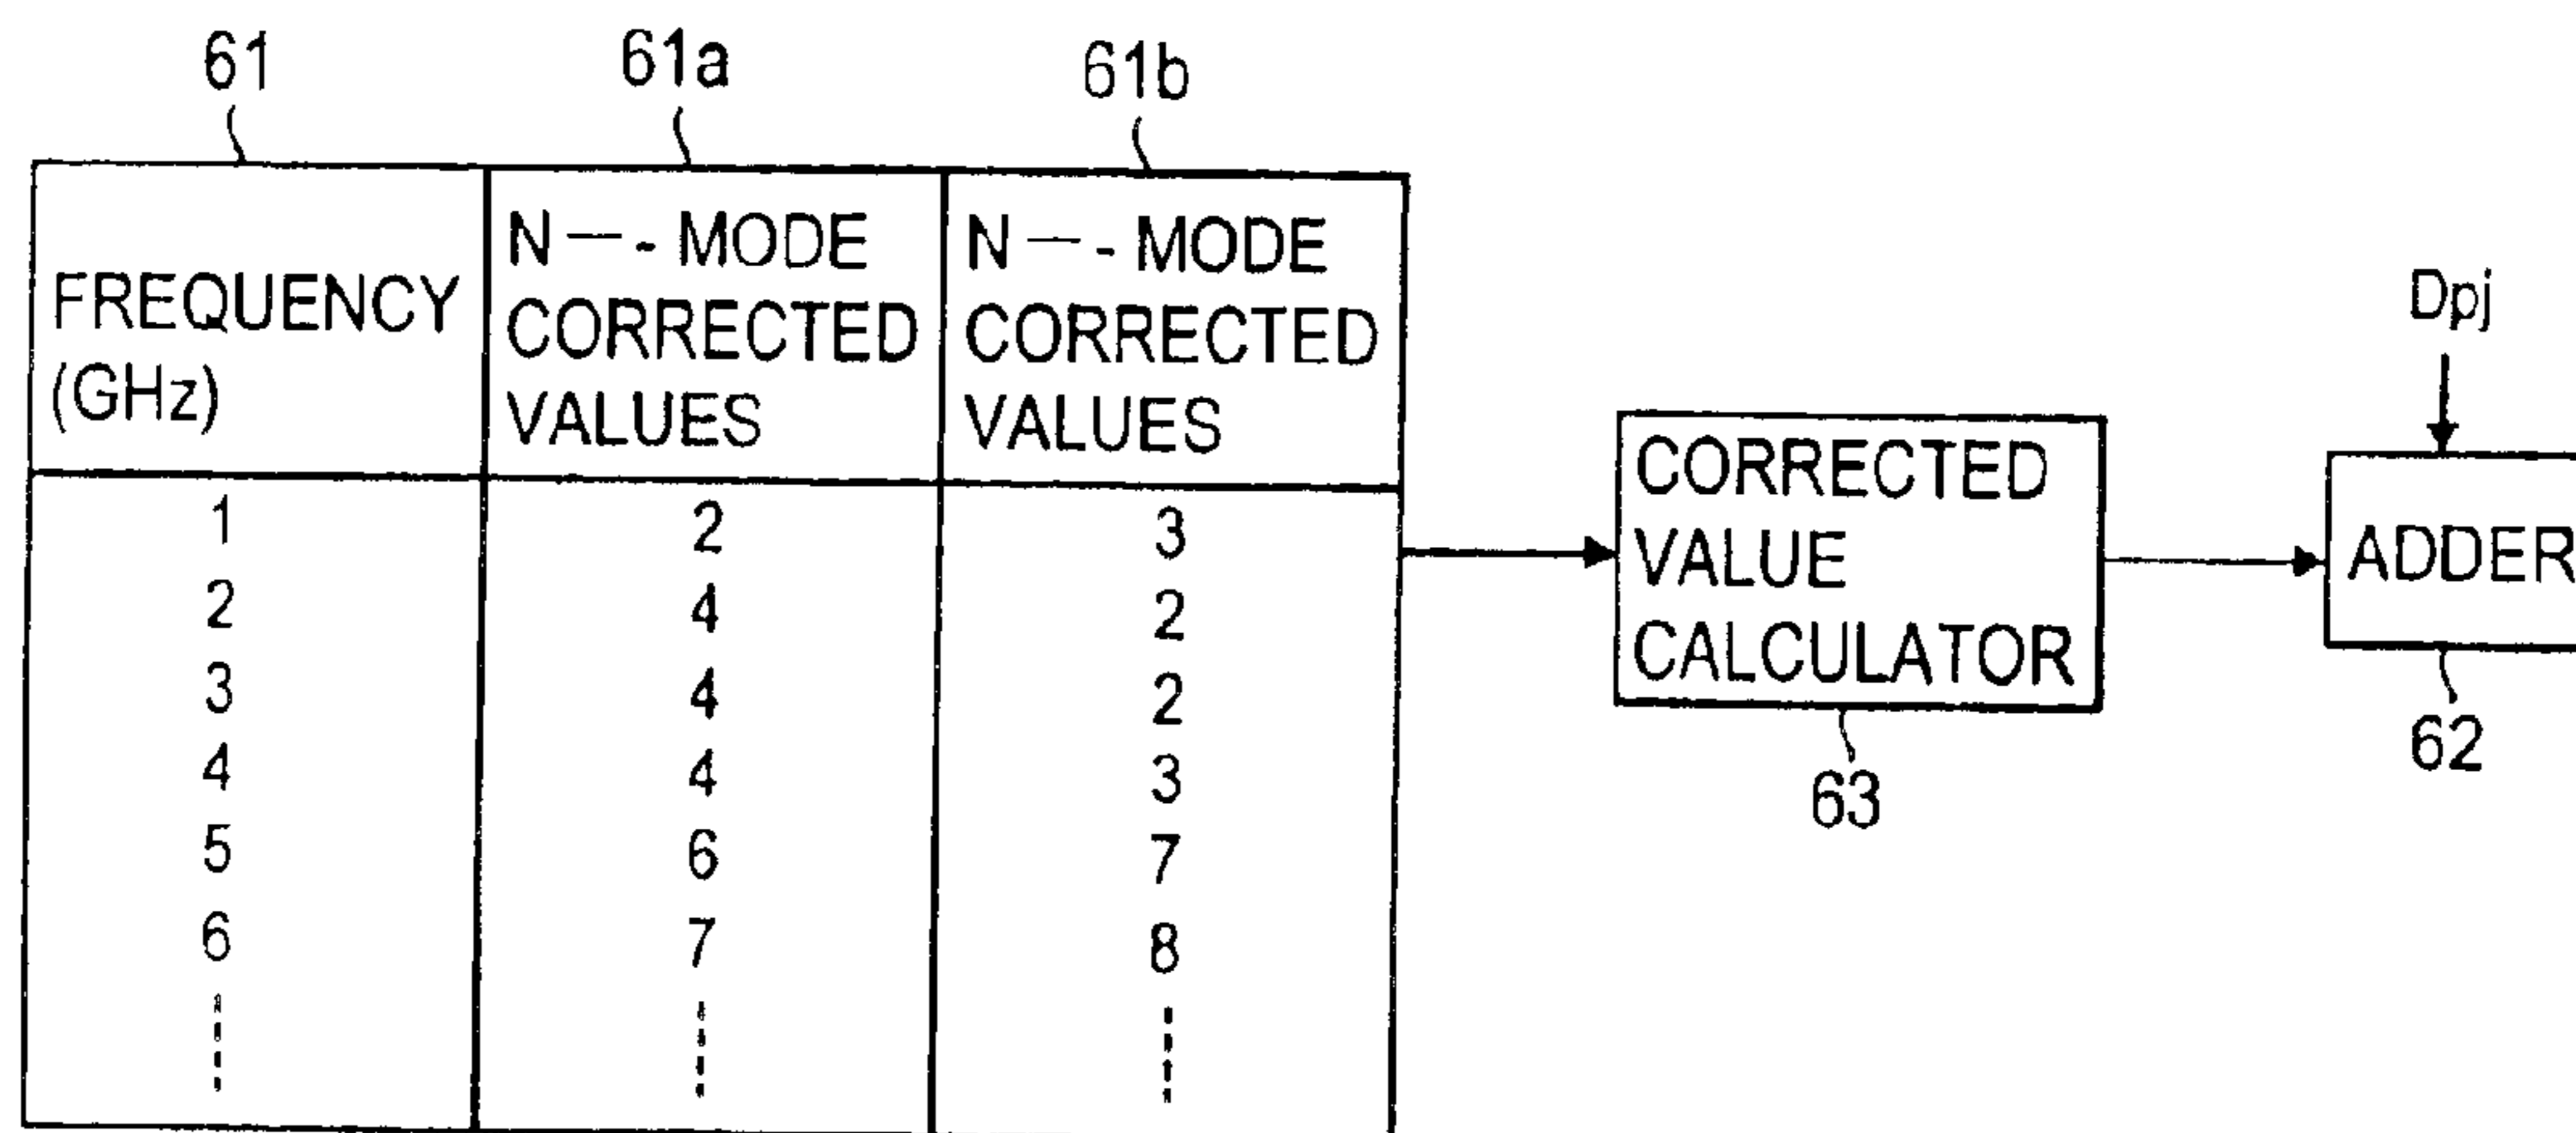 61
61a
61b
FREQUENCY
(GHz)
N — - MODE
CORRECTED
VALUES
N — - MODE
CORRECTED
VALUES
1 2 3
2 4 2
3 4 2
4 4 3
5 6 7
6 7 8
CORRECTED
VALUE
CALCULATOR
63
Dpj
ADDER
62